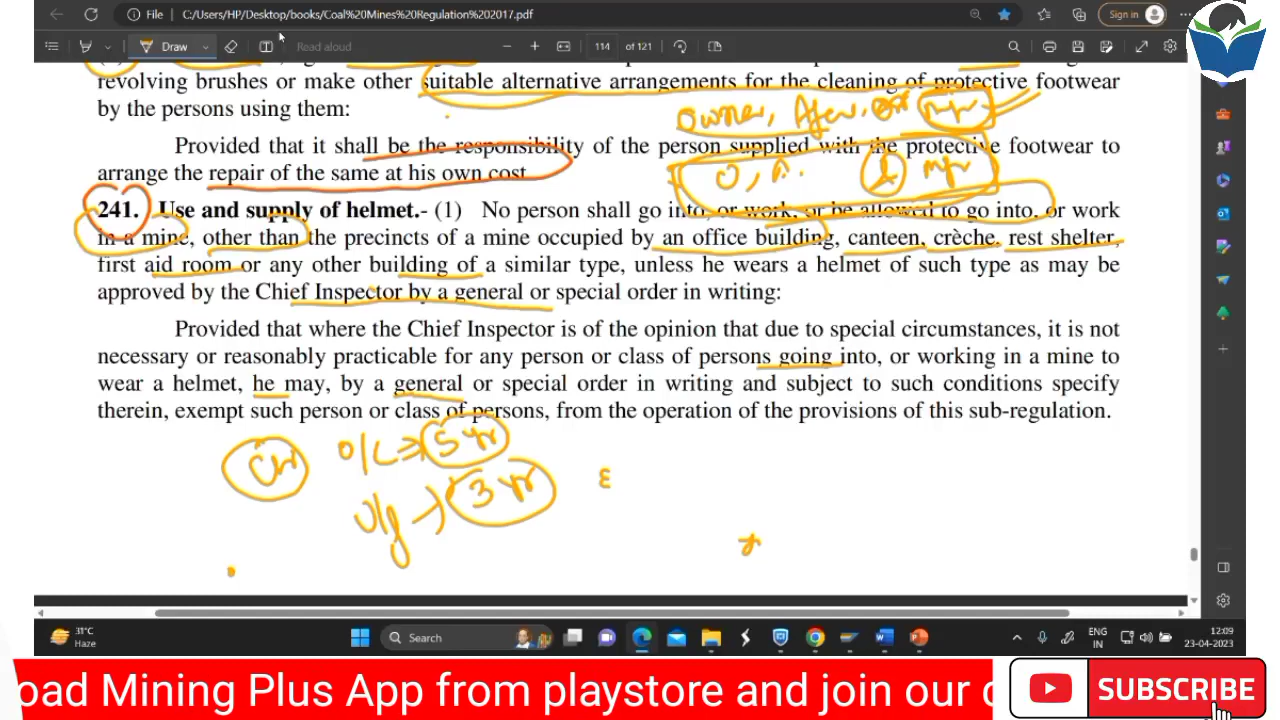 File | C:/Users/HP/Desktop/books/Coal%20Mines%20Regulation%202017.pdf
Sign in
Draw
Read aloud
114 of 121
revolving brushes or make other suitable alternative arrangements for the cleaning of protective footwear
by the persons using them:
owner,
Provided that it shall be the responsibility of the person supplied with the protective footwear to
arrange the repair of the same at his own cost
241. Use and supply of helmet.- (1) No person shall go into, or work, or be allowed to go into, or work
in a mine, other than the precincts of a mine occupied by an office building, canteen, crèche, rest shelter,
first aid room or any other building of a similar type, unless he wears a helmet of such type as may be
approved by the Chief Inspector by a general or special order in writing:
Provided that where the Chief Inspector is of the opinion that due to special circumstances, it is not
necessary or reasonably practicable for any person or class of persons going into, or working in a mine to
wear a helmet, he may, by a general or special order in writing and subject to such conditions specify
therein, exempt such person or class of persons, from the operation of the provisions of this sub-regulation.
O/C ⇒ 5 yr
U/g → 3 yr
31°C
Haze
Search
ENG
IN
12:09
23-04-2023
oad Mining Plus App from playstore and join our
SUBSCRIBE